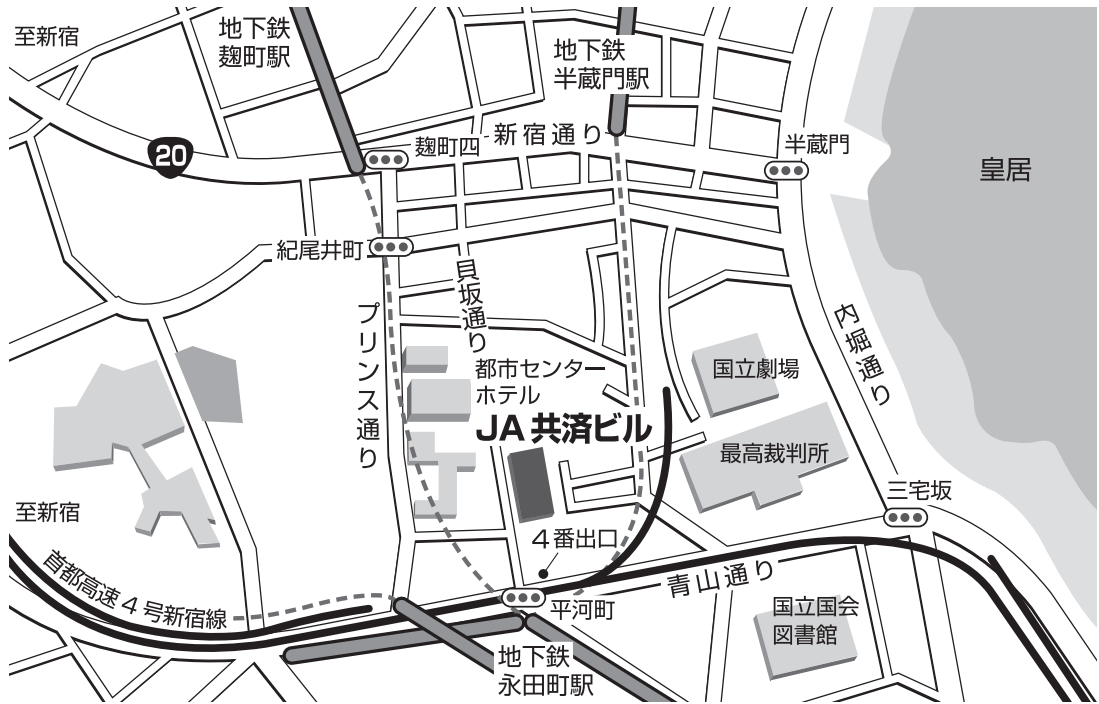 至新宿
地下鉄
麹町駅
地下鉄
半蔵門駅
20
麹町四
新宿通り
半蔵門
皇居
紀尾井町
貝坂通り
プリンス通り
内堀通り
都市センター
ホテル
国立劇場
JA共済ビル
最高裁判所
至新宿
三宅坂
4番出口
首都高速4号新宿線
青山通り
平河町
国立国会
図書館
地下鉄
永田町駅